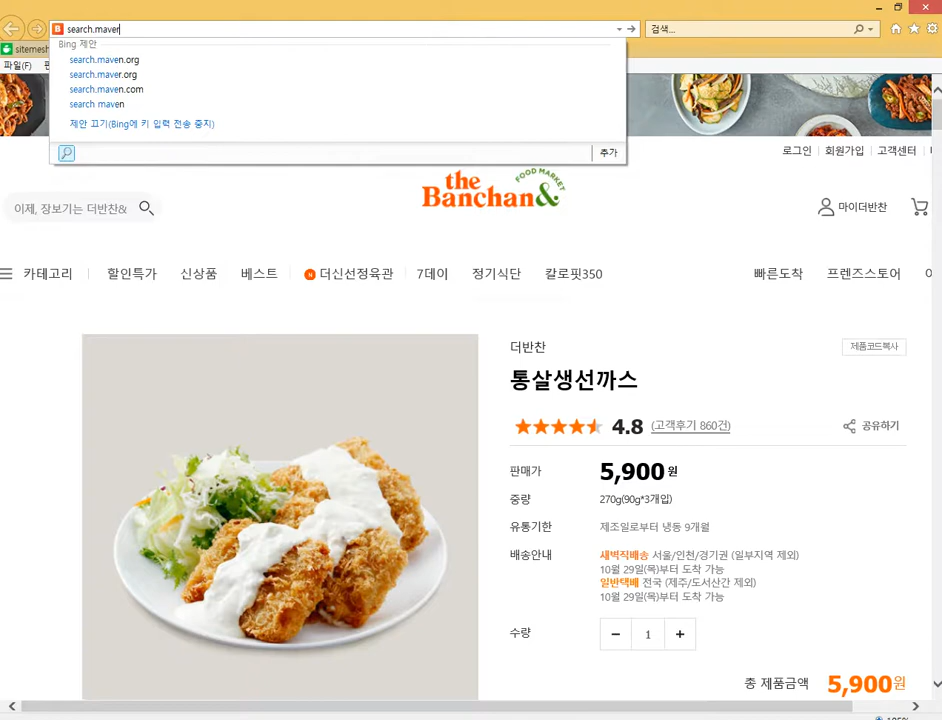 search.maver
검색...
Bing 제안
search.maven.org
search.maver.org
search.maven.com
search maven
제안 끄기(Bing에 키 입력 전송 중지)
추가
sitemesh
파일(F)
로그인
회원가입
고객센터
이제, 장보기는 더반찬&
the
Banchan&
FOOD MARKET
마이더반찬
카테고리
할인특가
신상품
베스트
N 더신선정육관
7데이
정기식단
칼로핏350
빠른도착
프렌즈스토어
더반찬
제품코드복사
통살생선까스
4.8 (고객후기 860건)
공유하기
판매가 5,900 원
중량 270g(90g*3개입)
유통기한 제조일로부터 냉동 9개월
배송안내 새벽직배송 서울/인천/경기권 (일부지역 제외)
10월 29일(목)부터 도착 가능
일반택배 전국 (제주/도서산간 제외)
10월 29일(목)부터 도착 가능
수량 − 1 +
총 제품금액 5,900원